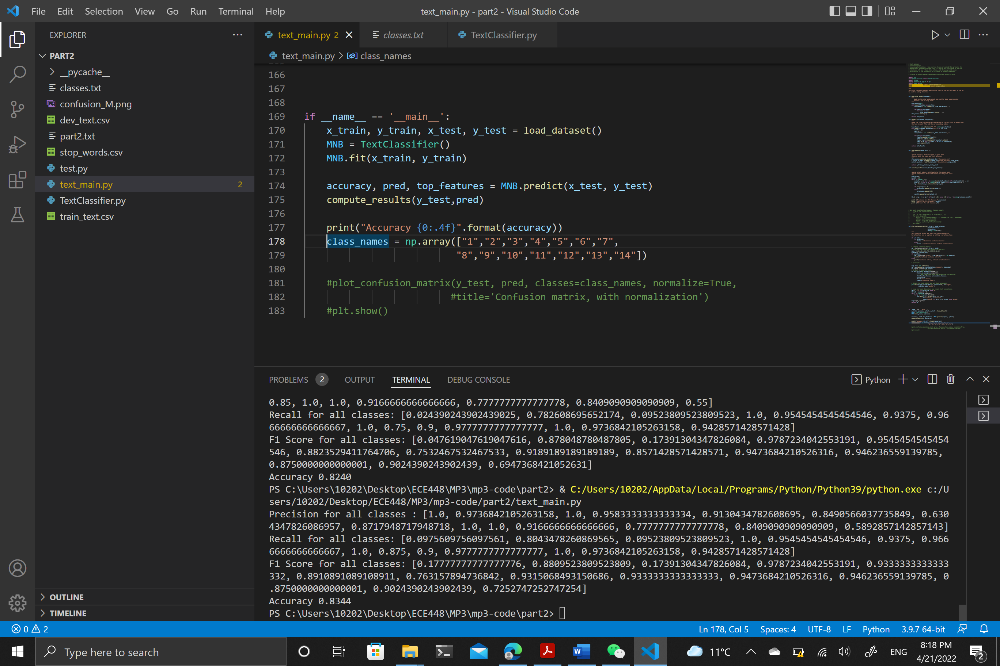 File Edit Selection View Go Run Terminal Help
text_main.py - part2 - Visual Studio Code
EXPLORER
PART2
__pycache__
classes.txt
confusion_M.png
dev_text.csv
part2.txt
stop_words.csv
test.py
text_main.py 2
TextClassifier.py
train_text.csv
OUTLINE
TIMELINE
text_main.py 2
classes.txt
TextClassifier.py
text_main.py > class_names
166
167
168
169 if __name__ == '__main__':
170 x_train, y_train, x_test, y_test = load_dataset()
171 MNB = TextClassifier()
172 MNB.fit(x_train, y_train)
173
174 accuracy, pred, top_features = MNB.predict(x_test, y_test)
175 compute_results(y_test,pred)
176
177 print("Accuracy {0:.4f}".format(accuracy))
178 class_names = np.array(["1","2","3","4","5","6","7",
179 "8","9","10","11","12","13","14"])
180
181 #plot_confusion_matrix(y_test, pred, classes=class_names, normalize=True,
182 #title='Confusion matrix, with normalization')
183 #plt.show()
PROBLEMS 2 OUTPUT TERMINAL DEBUG CONSOLE
Python
0.85, 1.0, 1.0, 0.9166666666666666, 0.7777777777777778, 0.8409090909090909, 0.55]
Recall for all classes: [0.024390243902439025, 0.782608695652174, 0.09523809523809523, 1.0, 0.9545454545454546, 0.9375, 0.96
66666666666667, 1.0, 0.75, 0.9, 0.9777777777777777, 1.0, 0.9736842105263158, 0.9428571428571428]
F1 Score for all classes: [0.047619047619047616, 0.878048780487805, 0.17391304347826084, 0.9787234042553191, 0.9545454545454
546, 0.8823529411764706, 0.7532467532467533, 0.9189189189189189, 0.8571428571428571, 0.9473684210526316, 0.946236559139785,
0.8750000000000001, 0.9024390243902439, 0.6947368421052631]
Accuracy 0.8240
PS C:\Users\10202\Desktop\ECE448\MP3\mp3-code\part2> & C:/Users/10202/AppData/Local/Programs/Python/Python39/python.exe c:/U
sers/10202/Desktop/ECE448/MP3/mp3-code/part2/text_main.py
Precision for all classes : [1.0, 0.9736842105263158, 1.0, 0.9583333333333334, 0.9130434782608695, 0.8490566037735849, 0.630
4347826086957, 0.8717948717948718, 1.0, 1.0, 0.9166666666666666, 0.7777777777777778, 0.8409090909090909, 0.5892857142857143]
Recall for all classes: [0.0975609756097561, 0.8043478260869565, 0.09523809523809523, 1.0, 0.9545454545454546, 0.9375, 0.966
6666666666667, 1.0, 0.875, 0.9, 0.9777777777777777, 1.0, 0.9736842105263158, 0.9428571428571428]
F1 Score for all classes: [0.17777777777777776, 0.8809523809523809, 0.17391304347826084, 0.9787234042553191, 0.9333333333333
332, 0.8910891089108911, 0.763157894736842, 0.9315068493150686, 0.9333333333333333, 0.9473684210526316, 0.946236559139785, 0
.8750000000000001, 0.9024390243902439, 0.7252747252747254]
Accuracy 0.8344
PS C:\Users\10202\Desktop\ECE448\MP3\mp3-code\part2>
0 2
Ln 178, Col 5 Spaces: 4 UTF-8 LF Python 3.9.7 64-bit
Type here to search
11°C
ENG
8:18 PM
4/21/2022
2